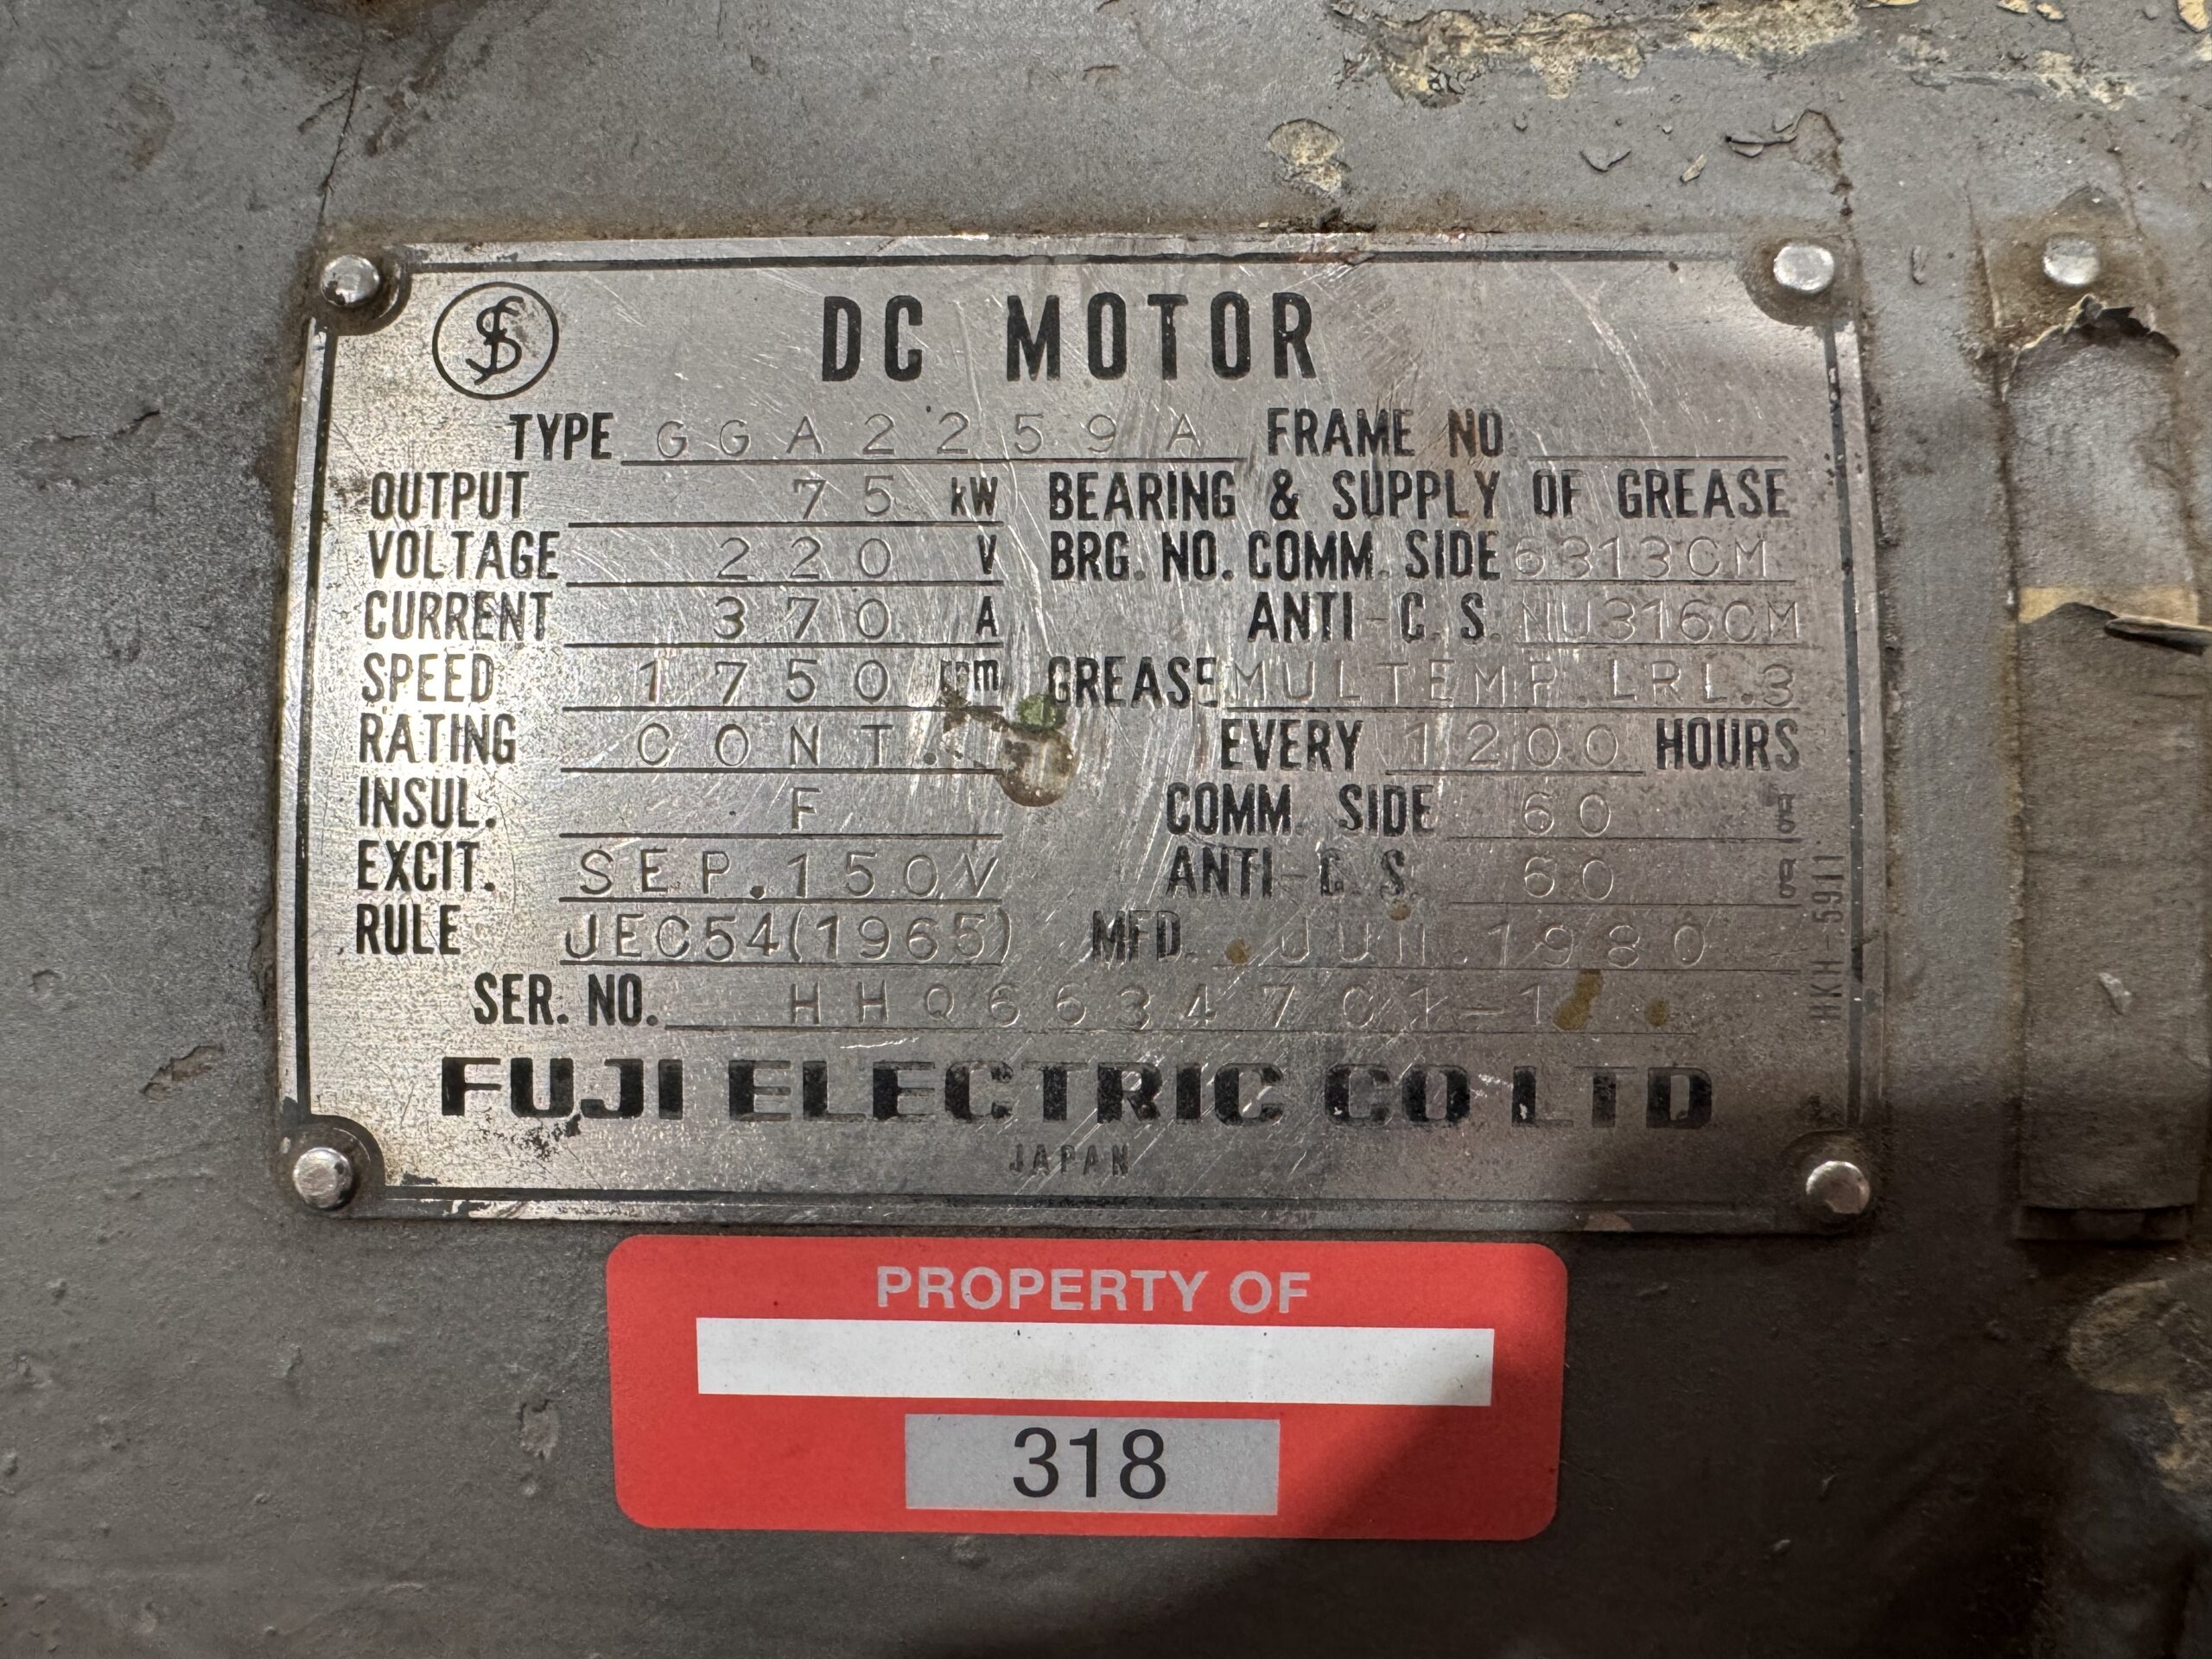 DC MOTOR
TYPE GGA2259A FRAME NO.
OUTPUT 75 kW BEARING & SUPPLY OF GREASE
VOLTAGE 220 V BRG. NO. COMM. SIDE 6313CM
CURRENT 370 A ANTI-C. S. NU316CM
SPEED 1750 rpm GREASE MULTEMP.LRL.3
RATING CONT. EVERY 1200 HOURS
INSUL. F COMM. SIDE 60 g
EXCIT. SEP.150V ANTI-C. S. 60 g
RULE JEC54(1965) MFD. JUN.1980
SER. NO. HHQ6634701-1
HKH-5911
FUJI ELECTRIC CO LTD
JAPAN
PROPERTY OF
318